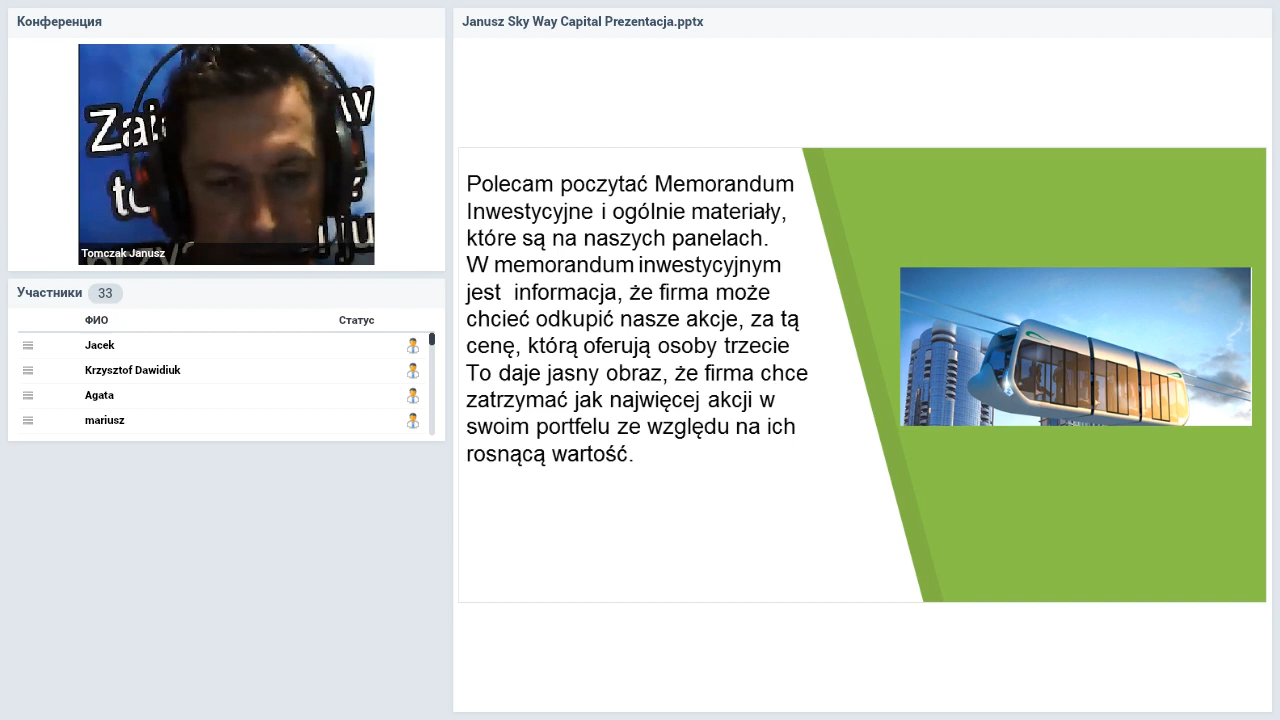 Конференция
Zai
to
Tomczak Janusz
Участники 33
ФИО Статус
Jacek
Krzysztof Dawidiuk
Agata
mariusz
Janusz Sky Way Capital Prezentacja.pptx
Polecam poczytać Memorandum
Inwestycyjne i ogólnie materiały,
które są na naszych panelach.
W memorandum inwestycyjnym
jest informacja, że firma może
chcieć odkupić nasze akcje, za tą
cenę, którą oferują osoby trzecie
To daje jasny obraz, że firma chce
zatrzymać jak najwięcej akcji w
swoim portfelu ze względu na ich
rosnącą wartość.